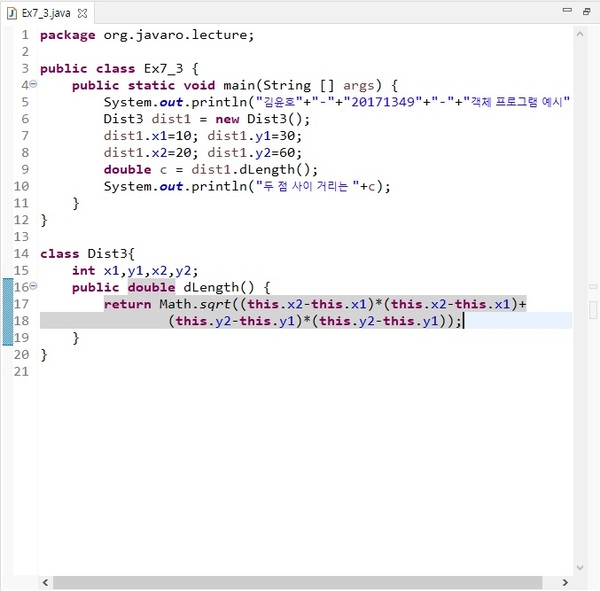 Ex7_3.java
1 package org.javaro.lecture;
2
3 public class Ex7_3 {
4 public static void main(String [] args) {
5 System.out.println("김윤호"+"-"+"20171349"+"-"+"객체 프로그램 예시"
6 Dist3 dist1 = new Dist3();
7 dist1.x1=10; dist1.y1=30;
8 dist1.x2=20; dist1.y2=60;
9 double c = dist1.dLength();
10 System.out.println("두 점 사이 거리는 "+c);
11 }
12 }
13
14 class Dist3{
15 int x1,y1,x2,y2;
16 public double dLength() {
17 return Math.sqrt((this.x2-this.x1)*(this.x2-this.x1)+
18 (this.y2-this.y1)*(this.y2-this.y1));
19 }
20 }
21